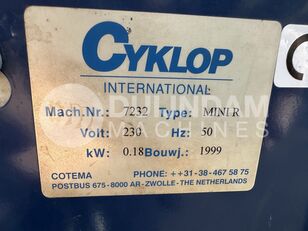 CYKLOP
INTERNATIONAL
Mach.Nr.: 7232 Type: MINLR
Volt: 230 Hz: 50
kW: 0.18 Bouwj.: 1999
COTEMA PHONE: ++31-38-467 58 75
POSTBUS 675-8000 AR-ZWOLLE-THE NETHERLANDS